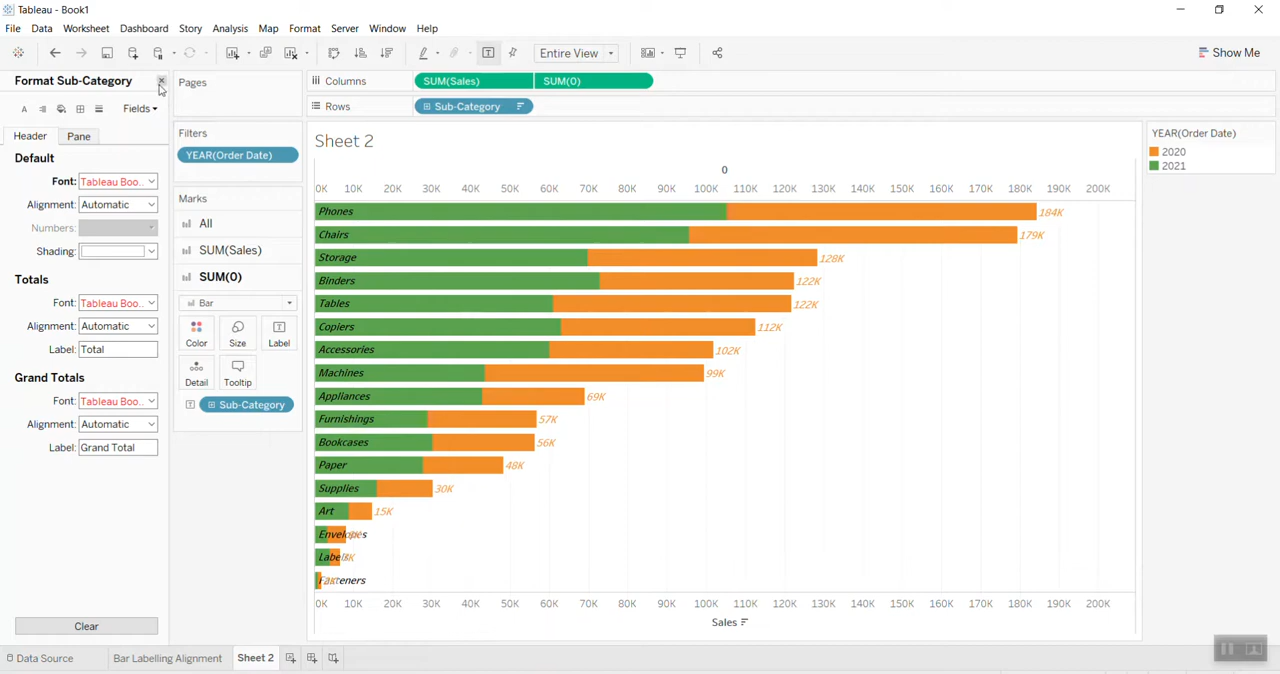 Tableau - Book1
File Data Worksheet Dashboard Story Analysis Map Format Server Window Help
Entire View Show Me
Format Sub-Category
Fields
Header Pane
Default
Font: Tableau Boo..
Alignment: Automatic
Numbers:
Shading:
Totals
Font: Tableau Boo..
Alignment: Automatic
Label: Total
Grand Totals
Font: Tableau Boo..
Alignment: Automatic
Label: Grand Total
Clear
Pages
Filters
YEAR(Order Date)
Marks
All
SUM(Sales)
SUM(0)
Bar
Color Size Label
Detail Tooltip
Sub-Category
Columns SUM(Sales) SUM(0)
Rows Sub-Category
Sheet 2
0
0K 10K 20K 30K 40K 50K 60K 70K 80K 90K 100K 110K 120K 130K 140K 150K 160K 170K 180K 190K 200K
Phones 184K
Chairs 179K
Storage 128K
Binders 122K
Tables 122K
Copiers 112K
Accessories 102K
Machines 99K
Appliances 69K
Furnishings 57K
Bookcases 56K
Paper 48K
Supplies 30K
Art 15K
Envelopes
Labels
Fasteners
0K 10K 20K 30K 40K 50K 60K 70K 80K 90K 100K 110K 120K 130K 140K 150K 160K 170K 180K 190K 200K
Sales
YEAR(Order Date)
2020
2021
Data Source Bar Labelling Alignment Sheet 2